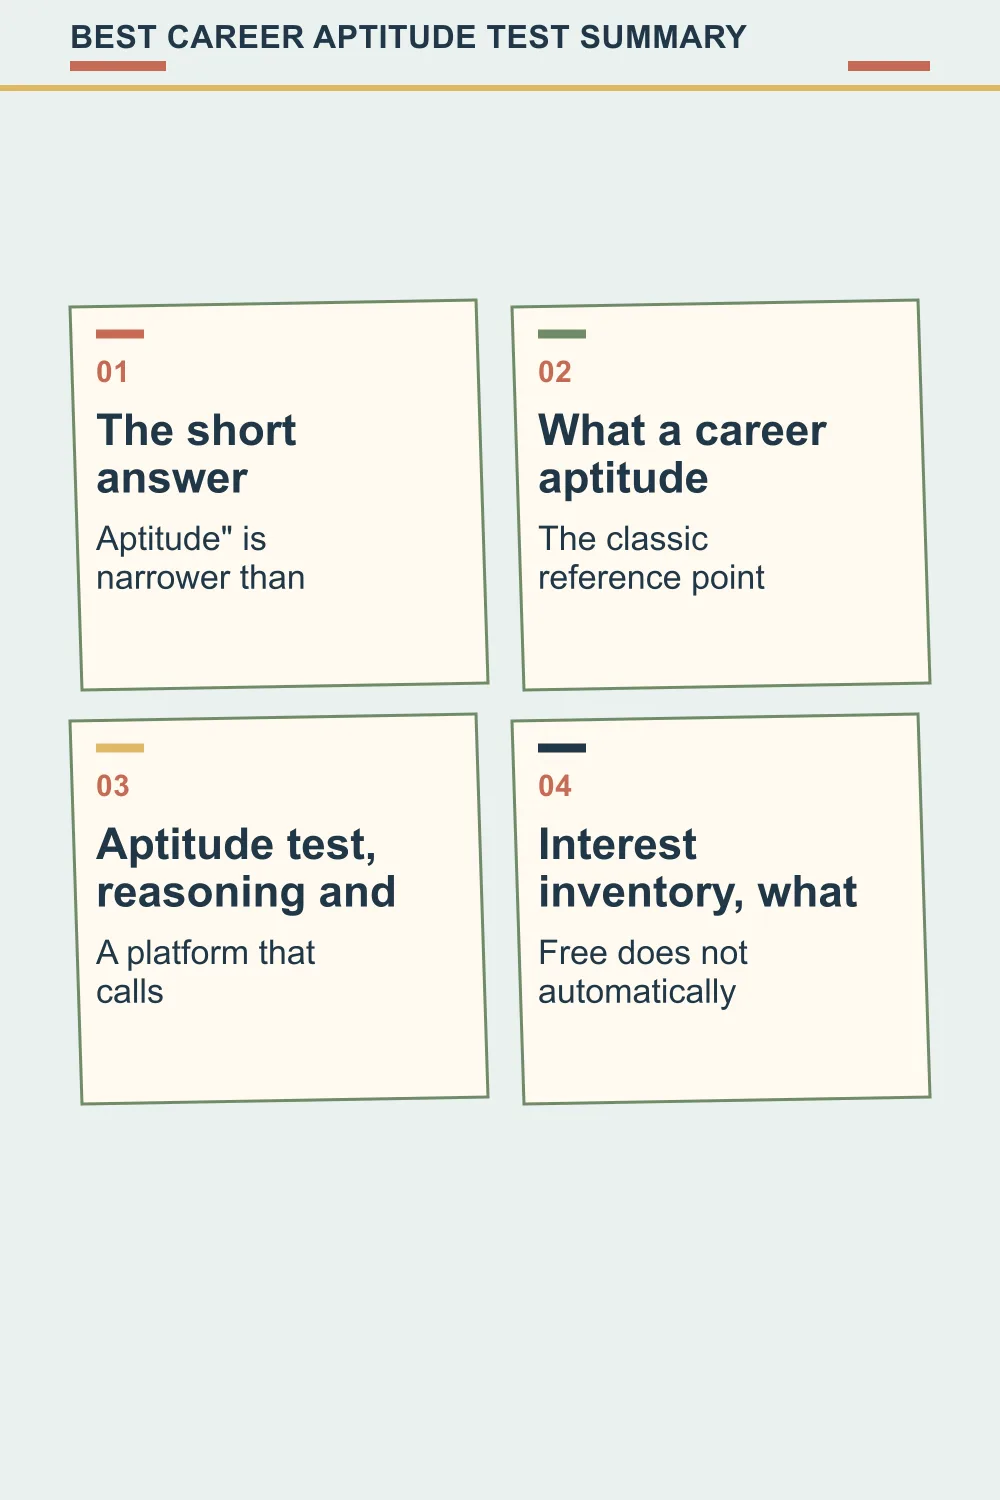 BEST CAREER APTITUDE TEST SUMMARY
01
The short
answer
Aptitude" is
narrower than
02
What a career
aptitude
The classic
reference point
03
Aptitude test,
reasoning and
A platform that
calls
04
Interest
inventory, what
Free does not
automatically